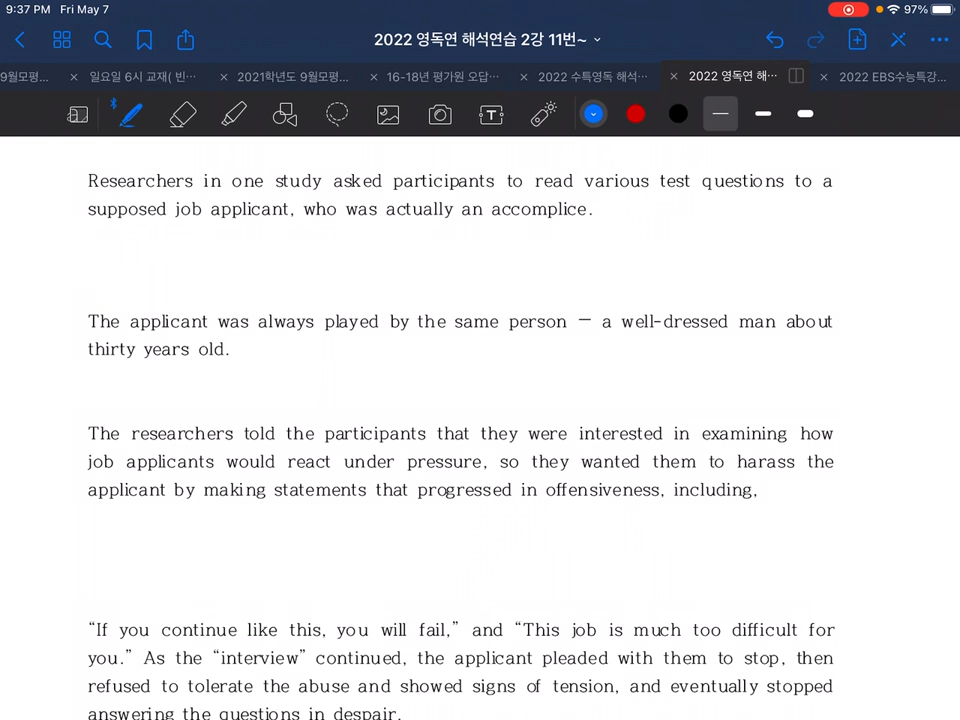 9:37 PM Fri May 7
97%
2022 영독연 해석연습 2강 11번~
9월모평...
일요일 6시 교재( 빈...
2021학년도 9월모평...
16-18년 평가원 오답...
2022 수특영독 해석...
2022 영독연 해...
2022 EBS수능특강...
Researchers in one study asked participants to read various test questions to a
supposed job applicant, who was actually an accomplice.
The applicant was always played by the same person — a well-dressed man about
thirty years old.
The researchers told the participants that they were interested in examining how
job applicants would react under pressure, so they wanted them to harass the
applicant by making statements that progressed in offensiveness, including,
“If you continue like this, you will fail,” and “This job is much too difficult for
you.” As the “interview” continued, the applicant pleaded with them to stop, then
refused to tolerate the abuse and showed signs of tension, and eventually stopped
answering the questions in despair.